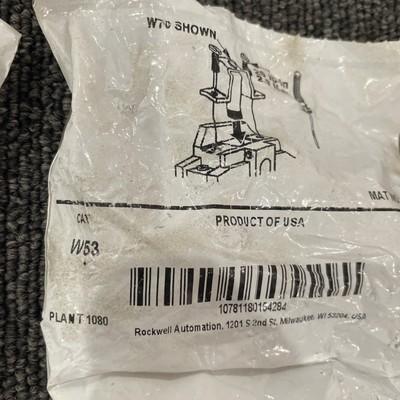 W70 SHOWN
MAT
CAT
PRODUCT OF USA
W53
10781180154284
PLANT 1080
Rockwell Automation, 1201 S 2nd St, Milwaukee, WI 53204, USA